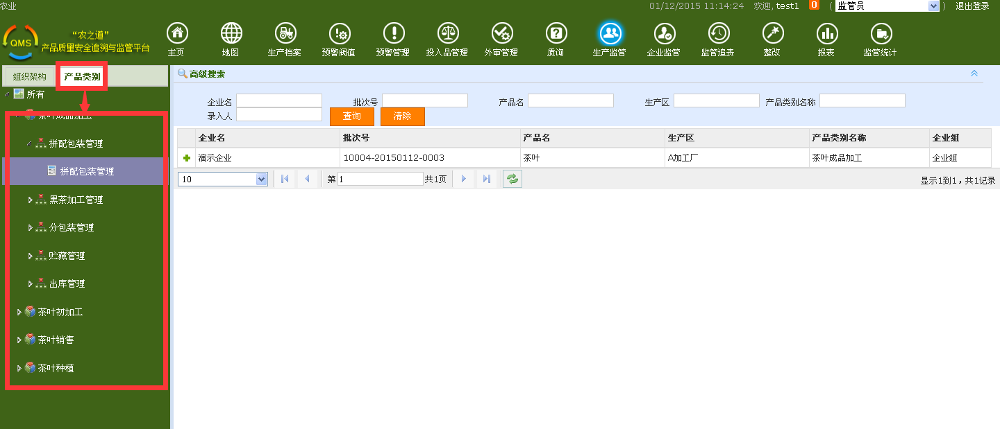 农业
01/12/2015 11:14:24 欢迎, test1 0 ( 监管员 ) 退出登录
QMS
“农之道”
产品质量安全追溯与监管平台
主页 地图 生产档案 预警阀值 预警管理 投入品管理 外审管理 质询 生产监管 企业监管 监管追责 整改 报表 监管统计
组织架构 产品类别
所有
茶叶成品加工
拼配包装管理
拼配包装管理
黑茶加工管理
分包装管理
贮藏管理
出库管理
茶叶初加工
茶叶销售
茶叶种植
高级搜索
企业名 批次号 产品名 生产区 产品类别名称
录入人 查询 清除
企业名 批次号 产品名 生产区 产品类别名称 企业组
演示企业 10004-20150112-0003 茶叶 A加工厂 茶叶成品加工 企业组
10 第 1 共1页 显示1到1，共1记录